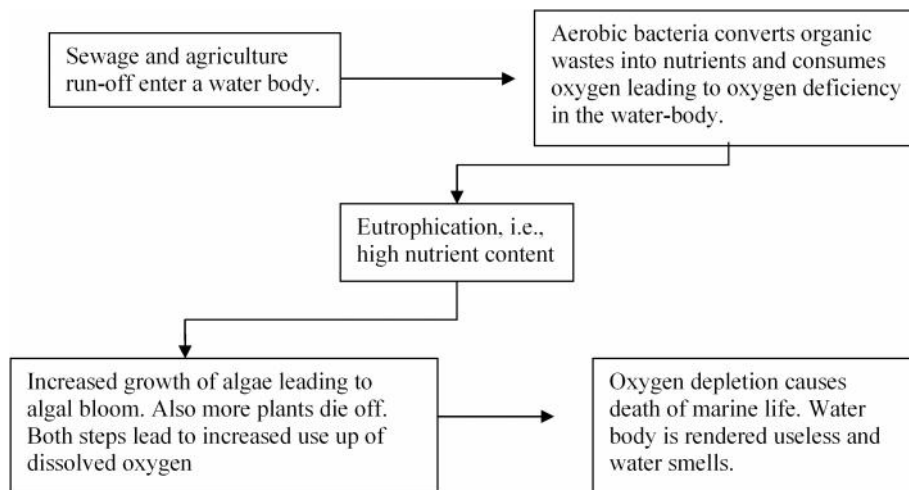 Sewage and agriculture
run-off enter a water body.
Aerobic bacteria converts organic
wastes into nutrients and consumes
oxygen leading to oxygen deficiency
in the water-body.
Eutrophication, i.e.,
high nutrient content
Increased growth of algae leading to
algal bloom. Also more plants die off.
Both steps lead to increased use up of
dissolved oxygen
Oxygen depletion causes
death of marine life. Water
body is rendered useless and
water smells.